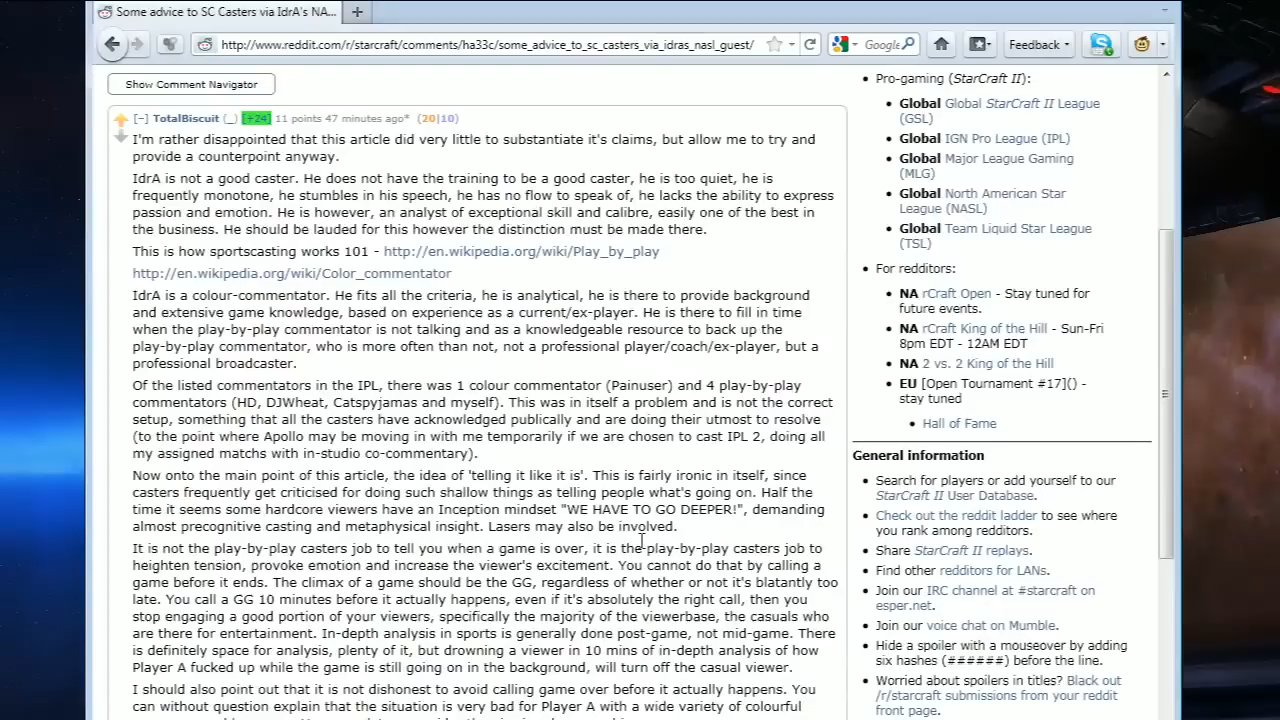 Some advice to SC Casters via IdrA's NA...
http://www.reddit.com/r/starcraft/comments/ha33c/some_advice_to_sc_casters_via_idras_nasl_guest/
Google
Feedback
Show Comment Navigator
[-] TotalBiscuit (_) [+24] 11 points 47 minutes ago* (20|10)
I'm rather disappointed that this article did very little to substantiate it's claims, but allow me to try and
provide a counterpoint anyway.
IdrA is not a good caster. He does not have the training to be a good caster, he is too quiet, he is
frequently monotone, he stumbles in his speech, he has no flow to speak of, he lacks the ability to express
passion and emotion. He is however, an analyst of exceptional skill and calibre, easily one of the best in
the business. He should be lauded for this however the distinction must be made there.
This is how sportscasting works 101 - http://en.wikipedia.org/wiki/Play_by_play
http://en.wikipedia.org/wiki/Color_commentator
IdrA is a colour-commentator. He fits all the criteria, he is analytical, he is there to provide background
and extensive game knowledge, based on experience as a current/ex-player. He is there to fill in time
when the play-by-play commentator is not talking and as a knowledgeable resource to back up the
play-by-play commentator, who is more often than not, not a professional player/coach/ex-player, but a
professional broadcaster.
Of the listed commentators in the IPL, there was 1 colour commentator (Painuser) and 4 play-by-play
commentators (HD, DJWheat, Catspyjamas and myself). This was in itself a problem and is not the correct
setup, something that all the casters have acknowledged publically and are doing their utmost to resolve
(to the point where Apollo may be moving in with me temporarily if we are chosen to cast IPL 2, doing all
my assigned matchs with in-studio co-commentary).
Now onto the main point of this article, the idea of 'telling it like it is'. This is fairly ironic in itself, since
casters frequently get criticised for doing such shallow things as telling people what's going on. Half the
time it seems some hardcore viewers have an Inception mindset "WE HAVE TO GO DEEPER!", demanding
almost precognitive casting and metaphysical insight. Lasers may also be involved.
It is not the play-by-play casters job to tell you when a game is over, it is the play-by-play casters job to
heighten tension, provoke emotion and increase the viewer's excitement. You cannot do that by calling a
game before it ends. The climax of a game should be the GG, regardless of whether or not it's blatantly too
late. You call a GG 10 minutes before it actually happens, even if it's absolutely the right call, then you
stop engaging a good portion of your viewers, specifically the majority of the viewerbase, the casuals who
are there for entertainment. In-depth analysis in sports is generally done post-game, not mid-game. There
is definitely space for analysis, plenty of it, but drowning a viewer in 10 mins of in-depth analysis of how
Player A fucked up while the game is still going on in the background, will turn off the casual viewer.
I should also point out that it is not dishonest to avoid calling game over before it actually happens. You
can without question explain that the situation is very bad for Player A with a wide variety of colourful
Pro-gaming (StarCraft II):
Global Global StarCraft II League
(GSL)
Global IGN Pro League (IPL)
Global Major League Gaming
(MLG)
Global North American Star
League (NASL)
Global Team Liquid Star League
(TSL)
For redditors:
NA rCraft Open - Stay tuned for
future events.
NA rCraft King of the Hill - Sun-Fri
8pm EDT - 12AM EDT
NA 2 vs. 2 King of the Hill
EU [Open Tournament #17]() -
stay tuned
Hall of Fame
General information
Search for players or add yourself to our
StarCraft II User Database.
Check out the reddit ladder to see where
you rank among redditors.
Share StarCraft II replays.
Find other redditors for LANs.
Join our IRC channel at #starcraft on
esper.net.
Join our voice chat on Mumble.
Hide a spoiler with a mouseover by adding
six hashes (######) before the line.
Worried about spoilers in titles? Black out
/r/starcraft submissions from your reddit
front page.